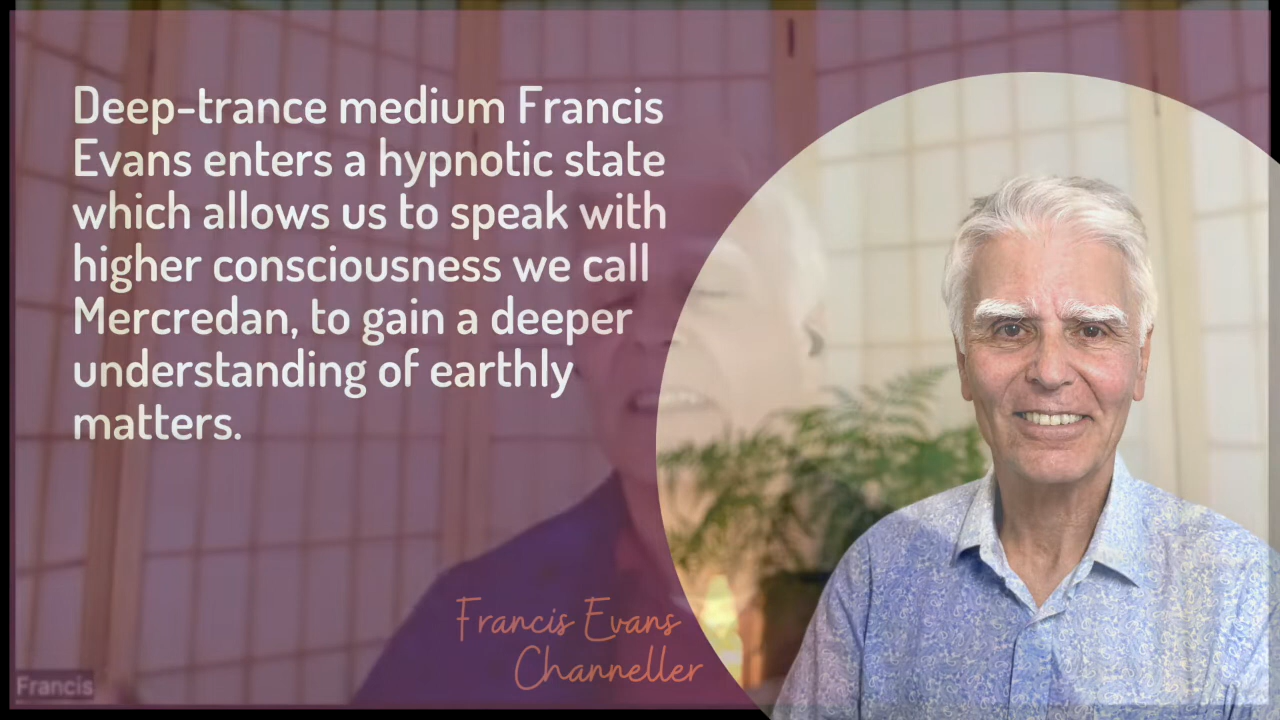 Deep-trance medium Francis
Evans enters a hypnotic state
which allows us to speak with
higher consciousness we call
Mercredan, to gain a deeper
understanding of earthly
matters.
Francis Evans
Channeller
Francis